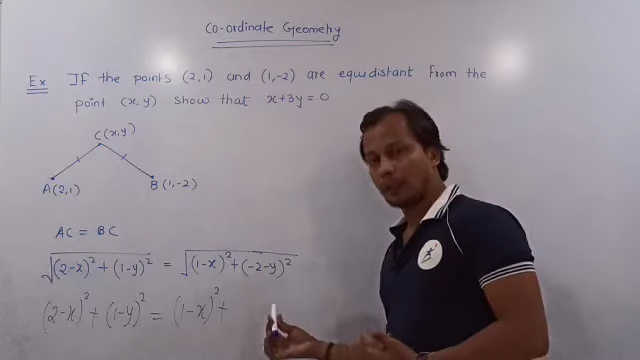 Co-ordinale Geometry
Ex If the points (2,1) and (1,-2) are equidistant from the
point (x,y) show that x+3y=0
C(x,y)
A(2,1)
B(1,-2)
AC = BC
√(2-x)² + (1-y)² = √(1-x)² + (-2-y)²
(2-x)² + (1-y)² = (1-x)² +